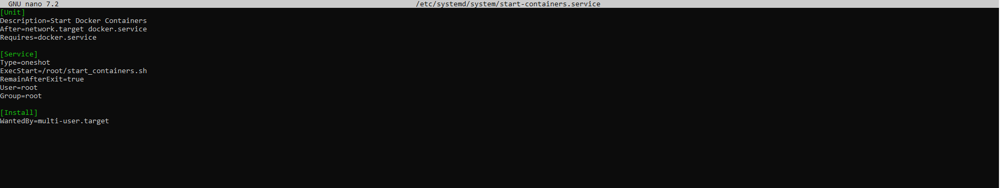 GNU nano 7.2 /etc/systemd/system/start-containers.service
[Unit]
Description=Start Docker Containers
After=network.target docker.service
Requires=docker.service
[Service]
Type=oneshot
ExecStart=/root/start_containers.sh
RemainAfterExit=true
User=root
Group=root
[Install]
WantedBy=multi-user.target